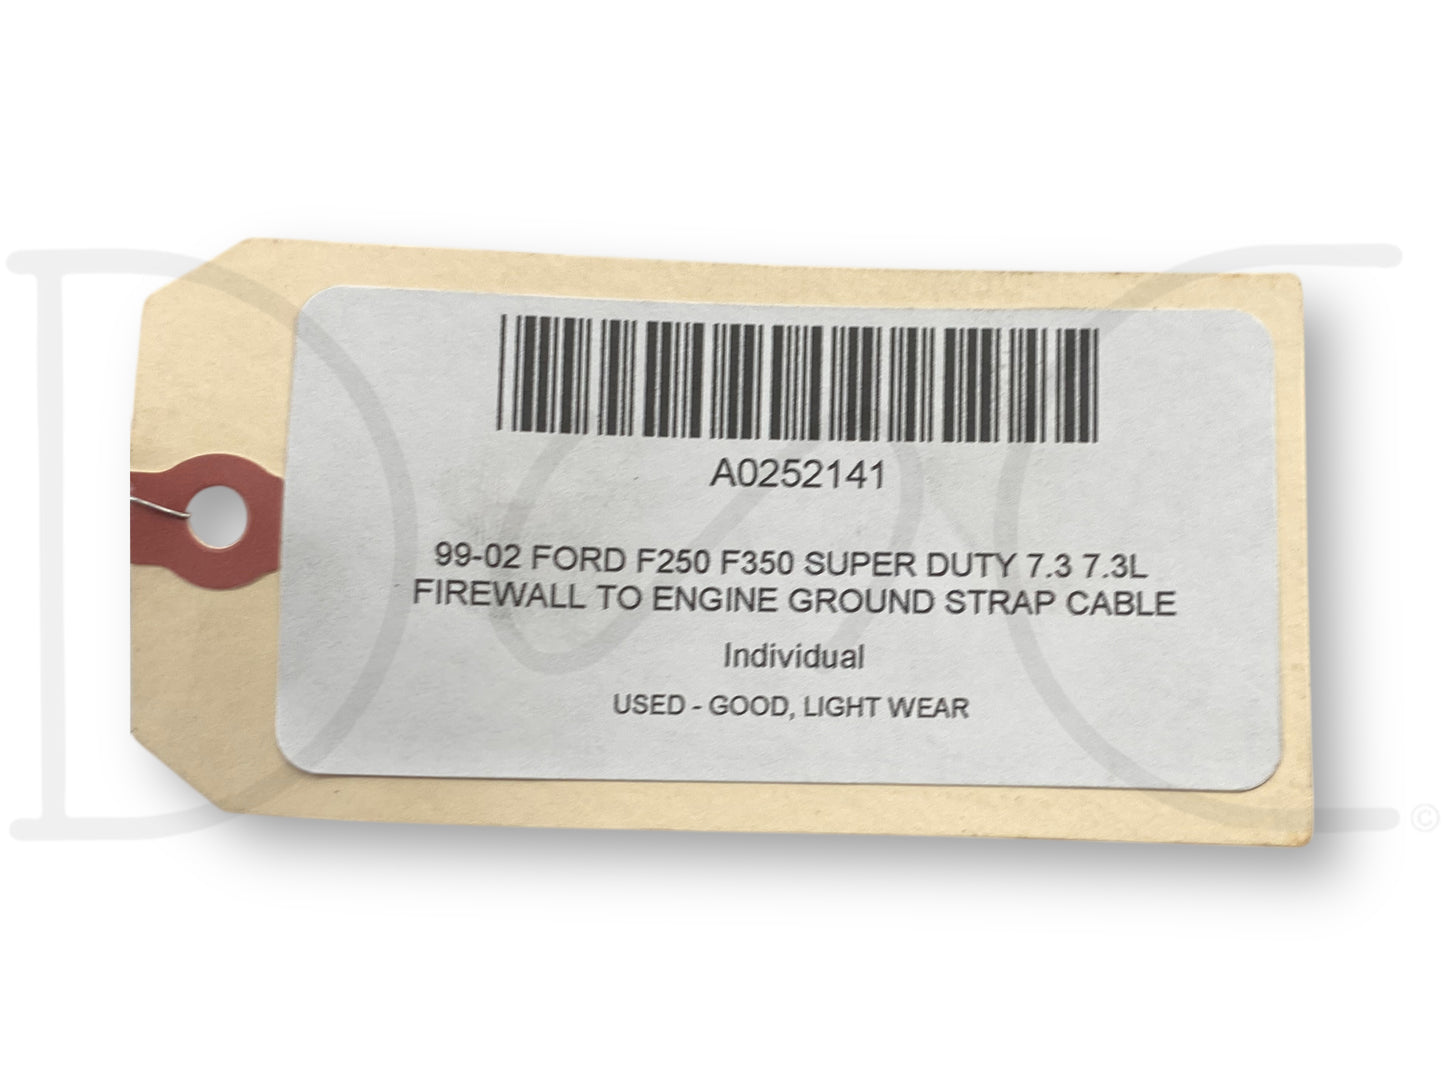 A0252141
99-02 FORD F250 F350 SUPER DUTY 7.3 7.3L
FIREWALL TO ENGINE GROUND STRAP CABLE
Individual
USED - GOOD, LIGHT WEAR
©